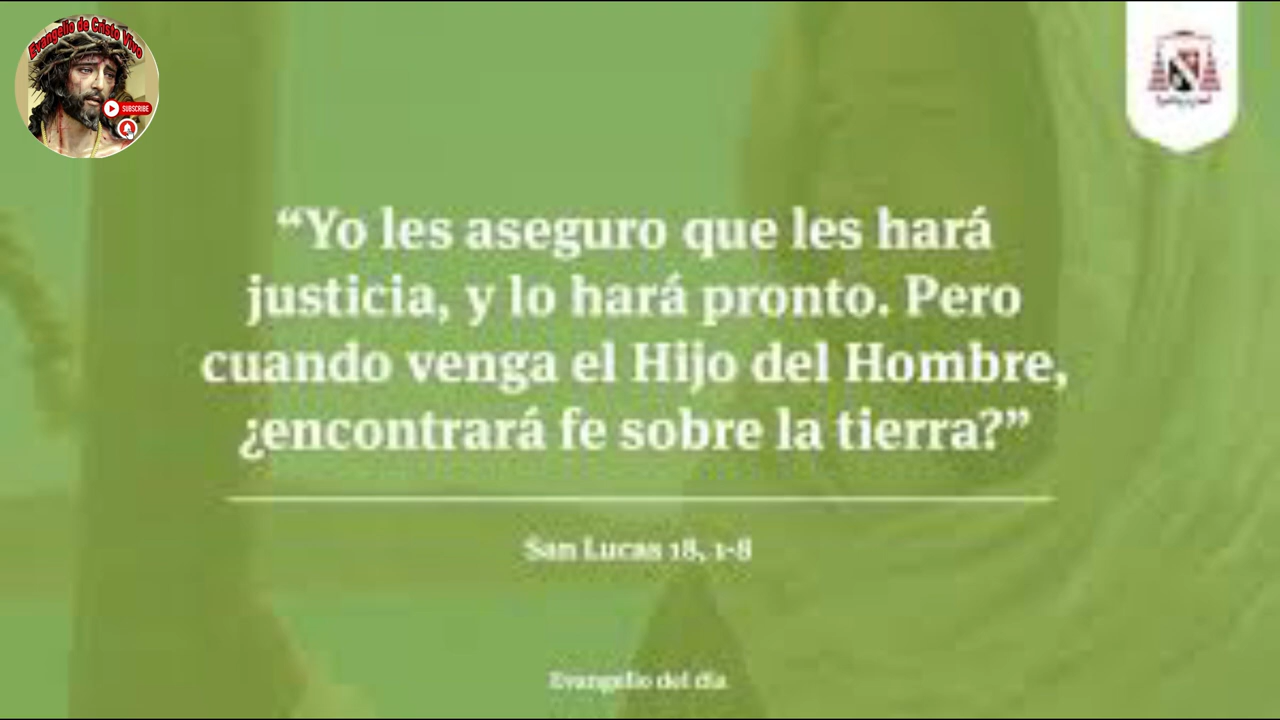 Evangelio de Cristo Vivo
SUBSCRIBE
“Yo les aseguro que les hará
justicia, y lo hará pronto. Pero
cuando venga el Hijo del Hombre,
¿encontrará fe sobre la tierra?”
San Lucas 18, 1-8
Evangelio del día